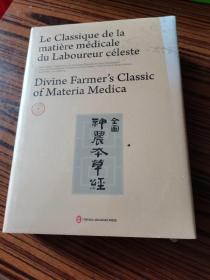 Le Classique de la
matière médicale
du Laboureur céleste
Divine Farmer's Classic
of Materia Medica
全圖
神農本草經